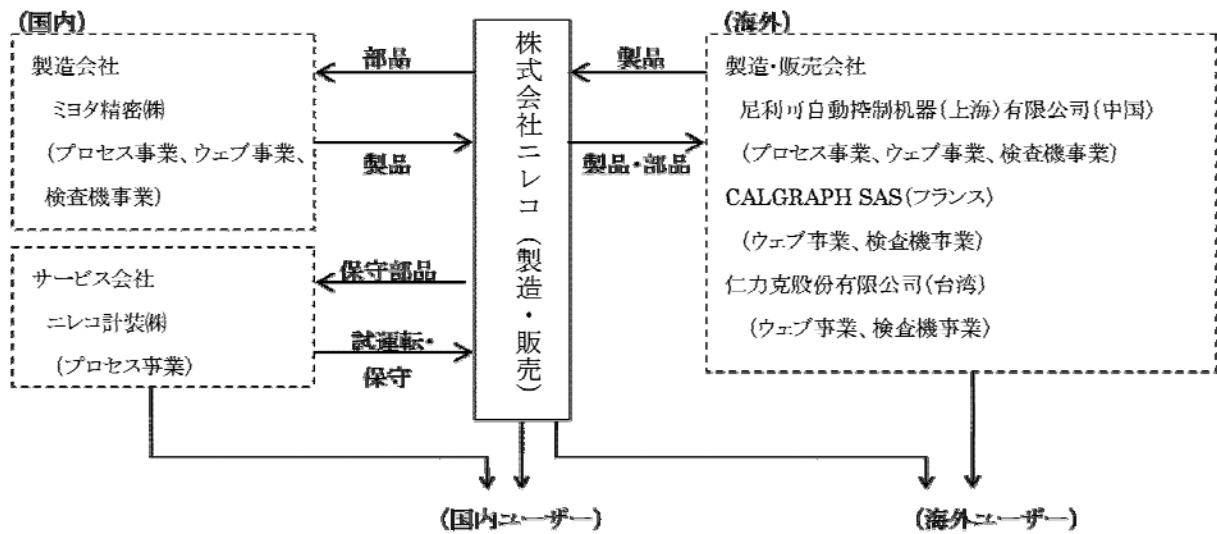 (国内)
製造会社
ミヨタ精密㈱
(プロセス事業、ウェブ事業、
検査機事業)
部品
製品
サービス会社
ニレコ計装㈱
(プロセス事業)
保守部品
試運転・
保守
株式会社ニレコ(製造・販売)
製品
製品・部品
(海外)
製造・販売会社
尼利可自動控制机器(上海)有限公司(中国)
(プロセス事業、ウェブ事業、検査機事業)
CALGRAPH SAS(フランス)
(ウェブ事業、検査機事業)
仁力克股份有限公司(台湾)
(ウェブ事業、検査機事業)
(国内ユーザー)
(海外ユーザー)